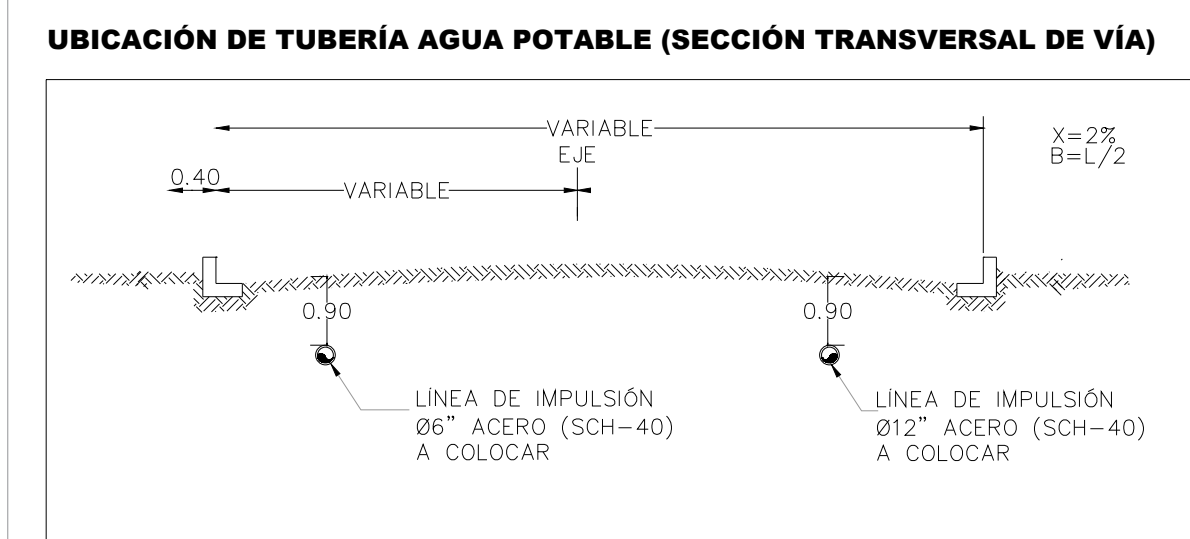 UBICACIÓN DE TUBERÍA AGUA POTABLE (SECCIÓN TRANSVERSAL DE VÍA)
VARIABLE
EJE
X=2%
B=L/2
0.40
VARIABLE
0.90
0.90
LÍNEA DE IMPULSIÓN
Ø6” ACERO (SCH-40)
A COLOCAR
LÍNEA DE IMPULSIÓN
Ø12” ACERO (SCH-40)
A COLOCAR